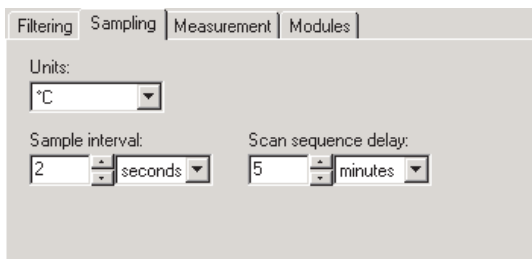 Filtering Sampling Measurement Modules
Units:
°C
Sample interval: Scan sequence delay:
2 seconds 5 minutes